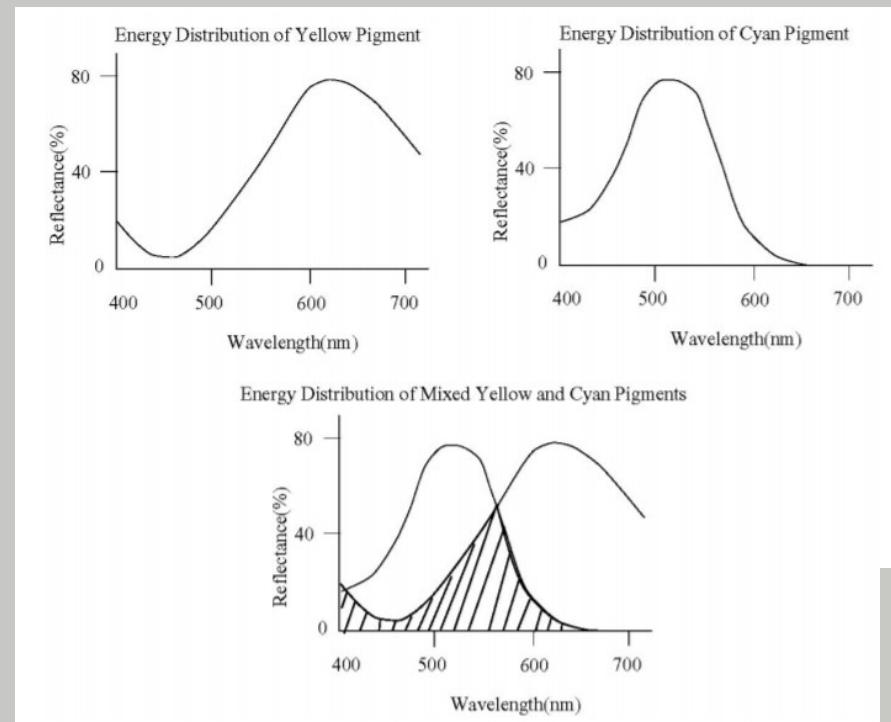 Energy Distribution of Yellow Pigment
80
40
0
Reflectance(%)
400 500 600 700
Wavelength(nm)
Energy Distribution of Cyan Pigment
80
40
0
Reflectance(%)
400 500 600 700
Wavelength(nm)
Energy Distribution of Mixed Yellow and Cyan Pigments
80
40
0
Reflectance(%)
400 500 600 700
Wavelength(nm)